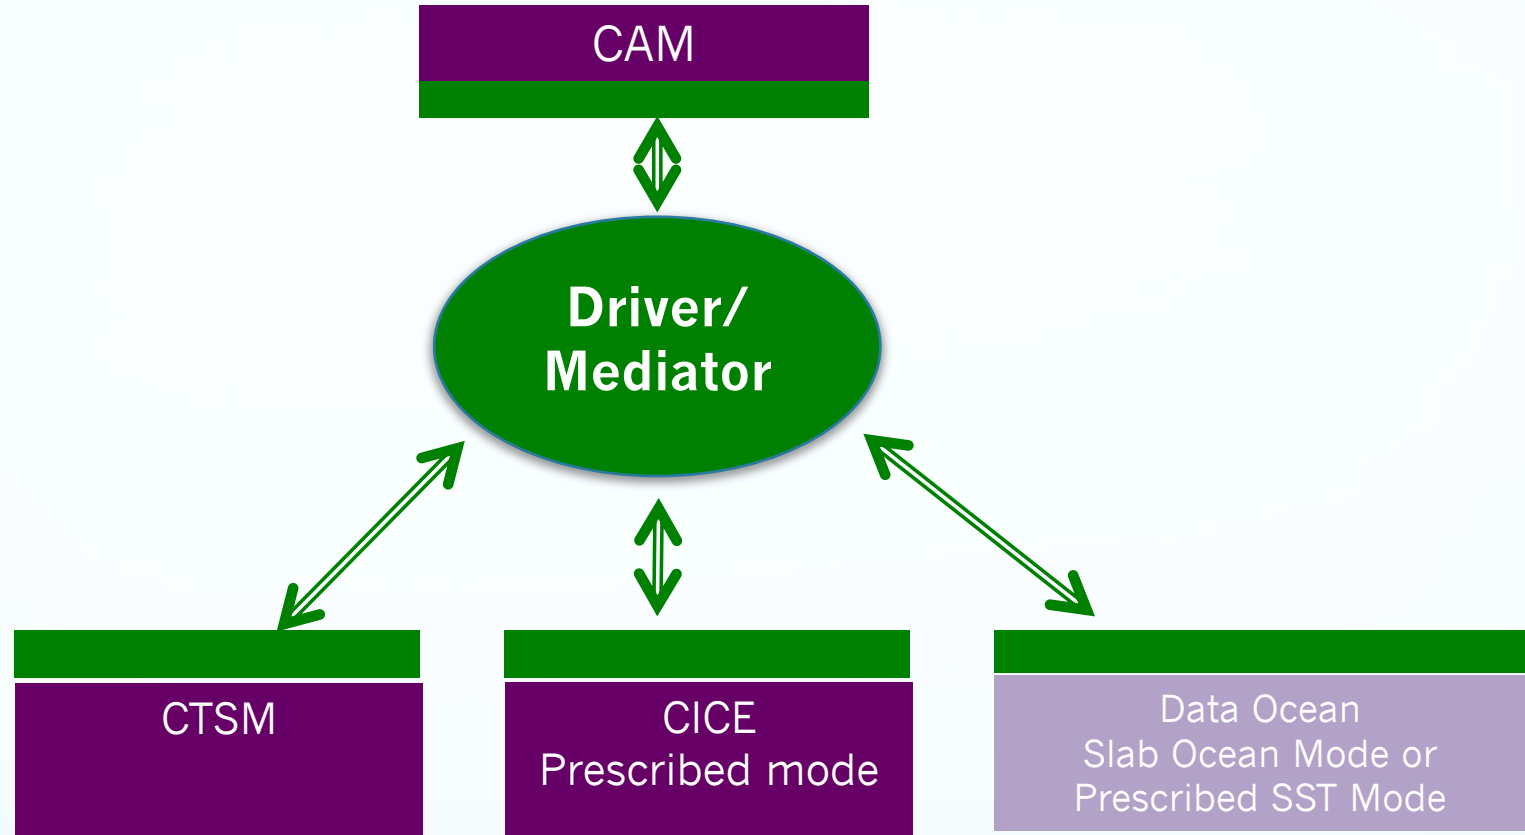 CAM
Driver/
Mediator
CTSM
CICE
Prescribed mode
Data Ocean
Slab Ocean Mode or
Prescribed SST Mode